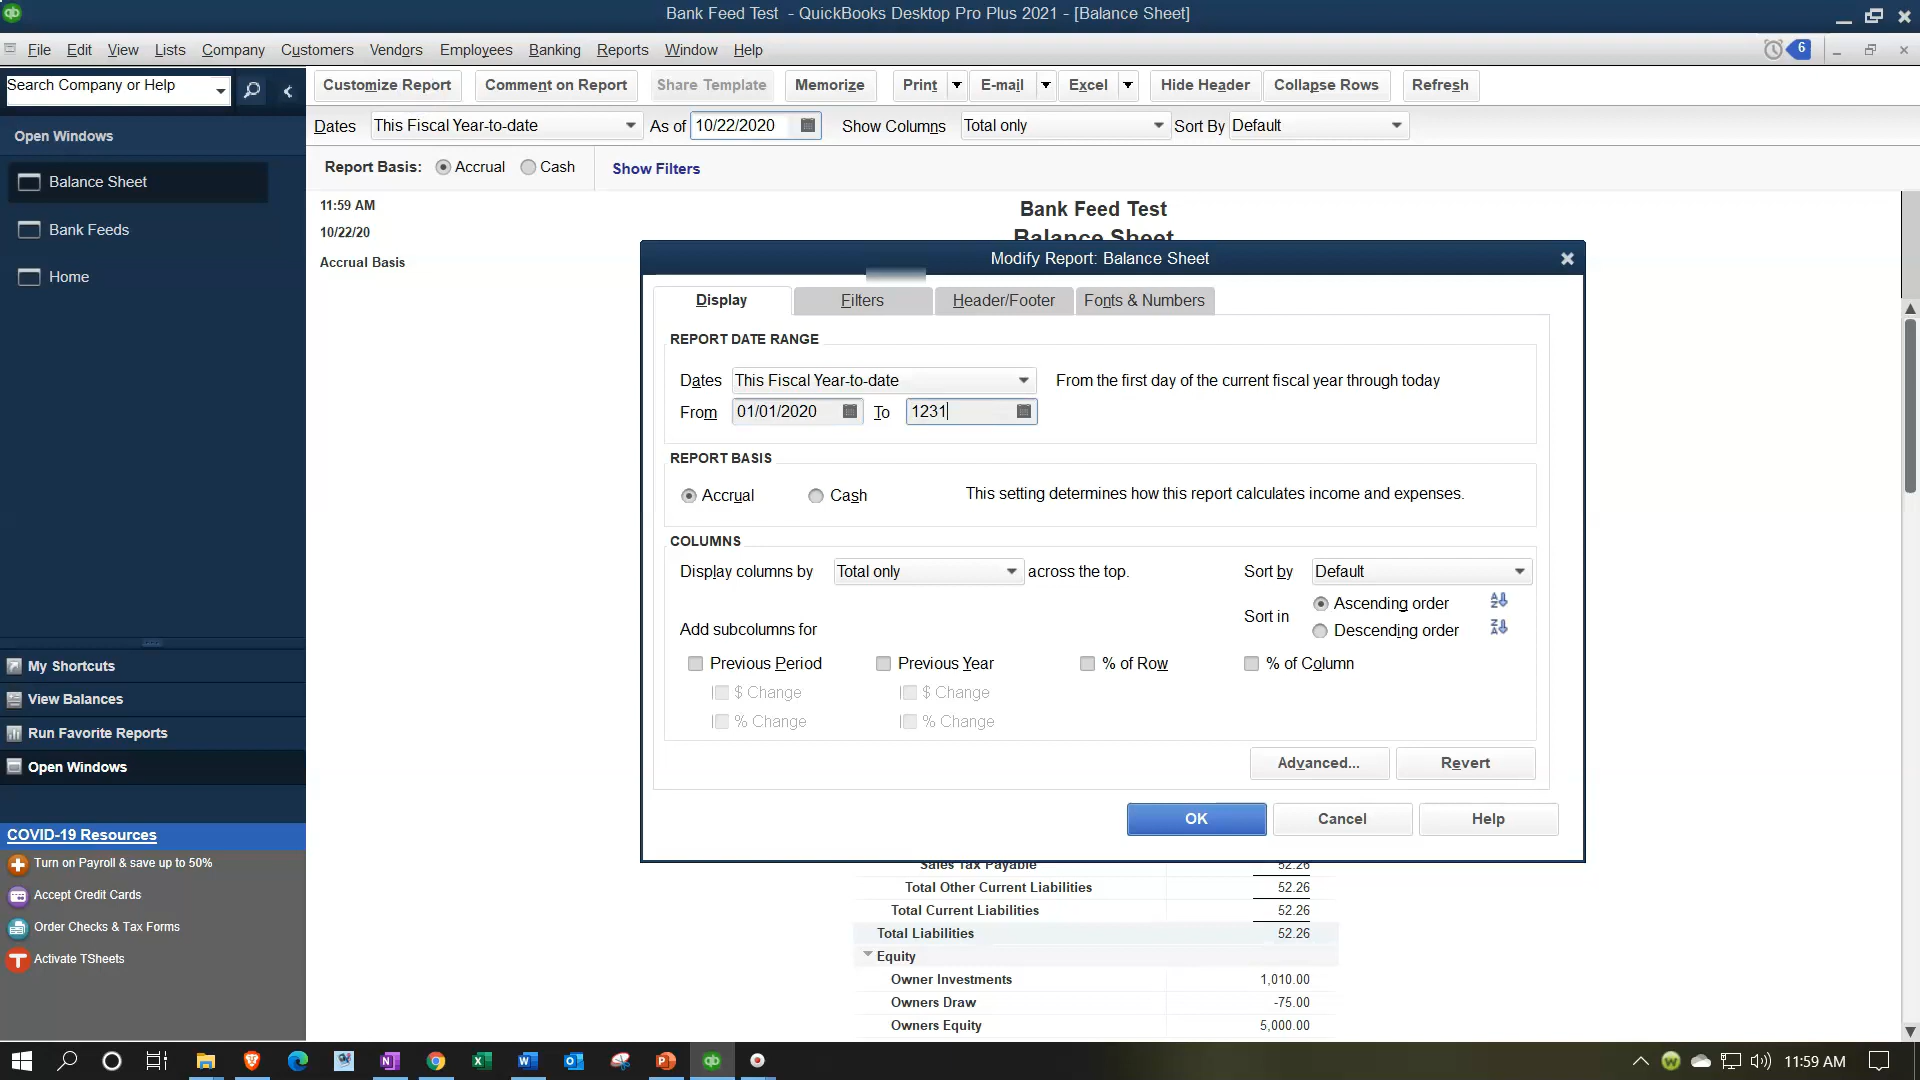 Bank Feed Test - QuickBooks Desktop Pro Plus 2021 - [Balance Sheet]
File Edit View Lists Company Customers Vendors Employees Banking Reports Window Help
6
Search Company or Help
Customize Report Comment on Report Share Template Memorize Print E-mail Excel Hide Header Collapse Rows Refresh
Dates This Fiscal Year-to-date As of 10/22/2020 Show Columns Total only Sort By Default
Report Basis: Accrual Cash Show Filters
Open Windows
Balance Sheet
Bank Feeds
Home
My Shortcuts
View Balances
Run Favorite Reports
Open Windows
COVID-19 Resources
Turn on Payroll & save up to 50%
Accept Credit Cards
Order Checks & Tax Forms
Activate TSheets
11:59 AM
10/22/20
Accrual Basis
Bank Feed Test
Balance Sheet
Modify Report: Balance Sheet
Display Filters Header/Footer Fonts & Numbers
REPORT DATE RANGE
Dates This Fiscal Year-to-date From the first day of the current fiscal year through today
From 01/01/2020 To 1231
REPORT BASIS
Accrual Cash This setting determines how this report calculates income and expenses.
COLUMNS
Display columns by Total only across the top. Sort by Default
Sort in Ascending order
Descending order
Add subcolumns for
Previous Period Previous Year % of Row % of Column
$ Change $ Change
% Change % Change
Advanced... Revert
OK Cancel Help
Sales Tax Payable 52.26
Total Other Current Liabilities 52.26
Total Current Liabilities 52.26
Total Liabilities 52.26
Equity
Owner Investments 1,010.00
Owners Draw -75.00
Owners Equity 5,000.00
11:59 AM